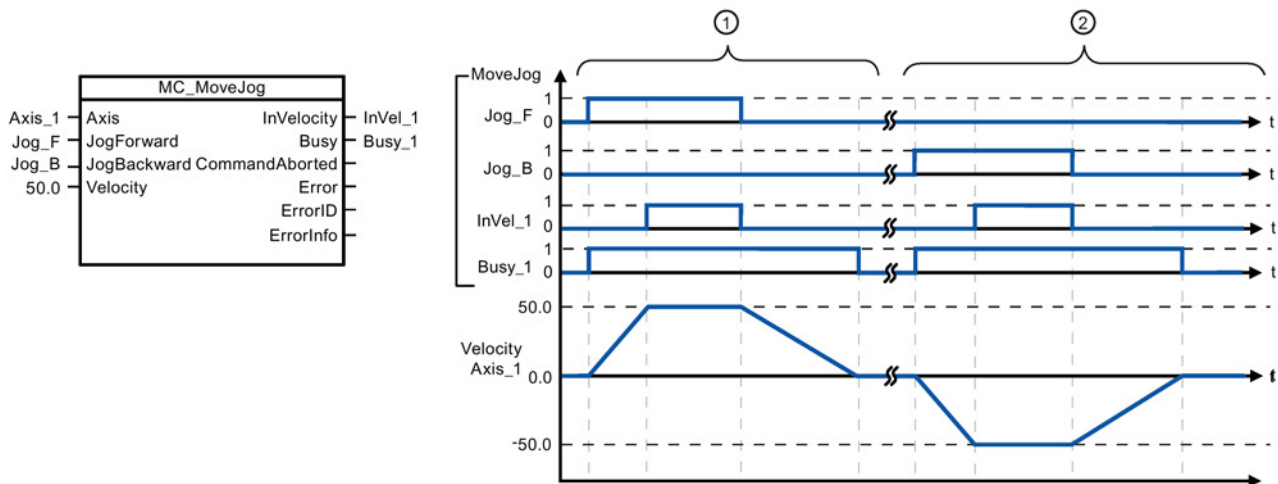 MC_MoveJog
Axis_1 Axis InVelocity InVel_1
Jog_F JogForward Busy Busy_1
Jog_B JogBackward CommandAborted
50.0 Velocity Error
ErrorID
ErrorInfo
1 2
MoveJog
1
Jog_F
0 t
1
Jog_B
0 t
1
InVel_1
0 t
1
Busy_1
0 t
50.0
Velocity
Axis_1
0.0 t
-50.0